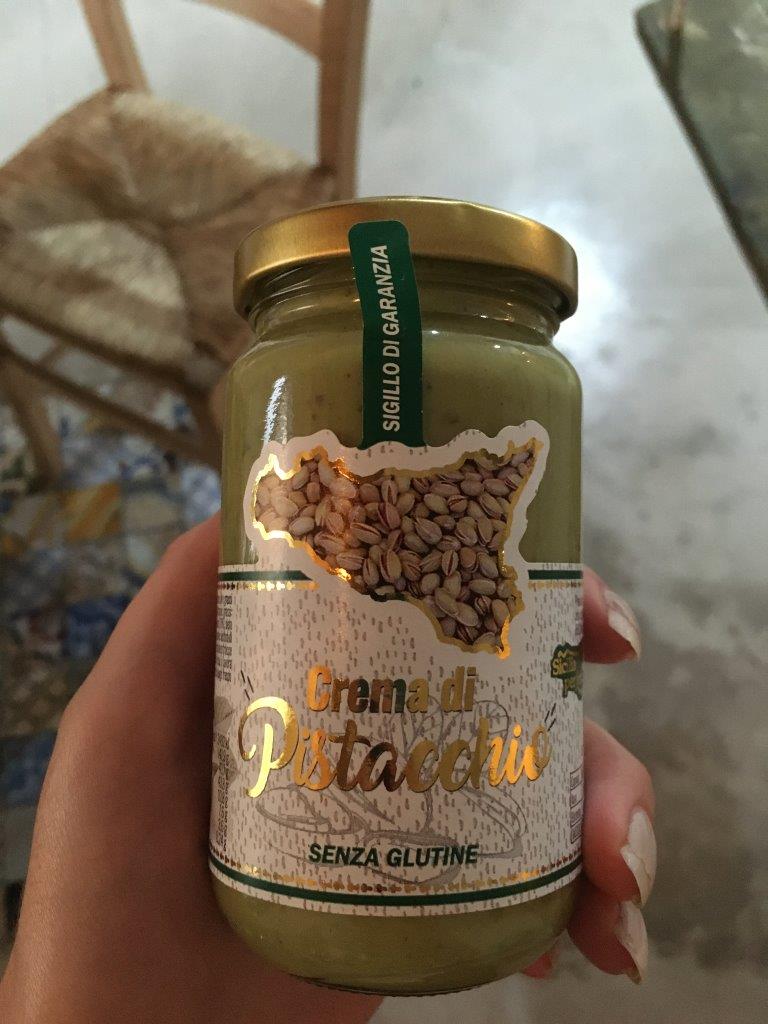 SIGILLO DI GARANZIA
Crema di
Pistacchio
SENZA GLUTINE